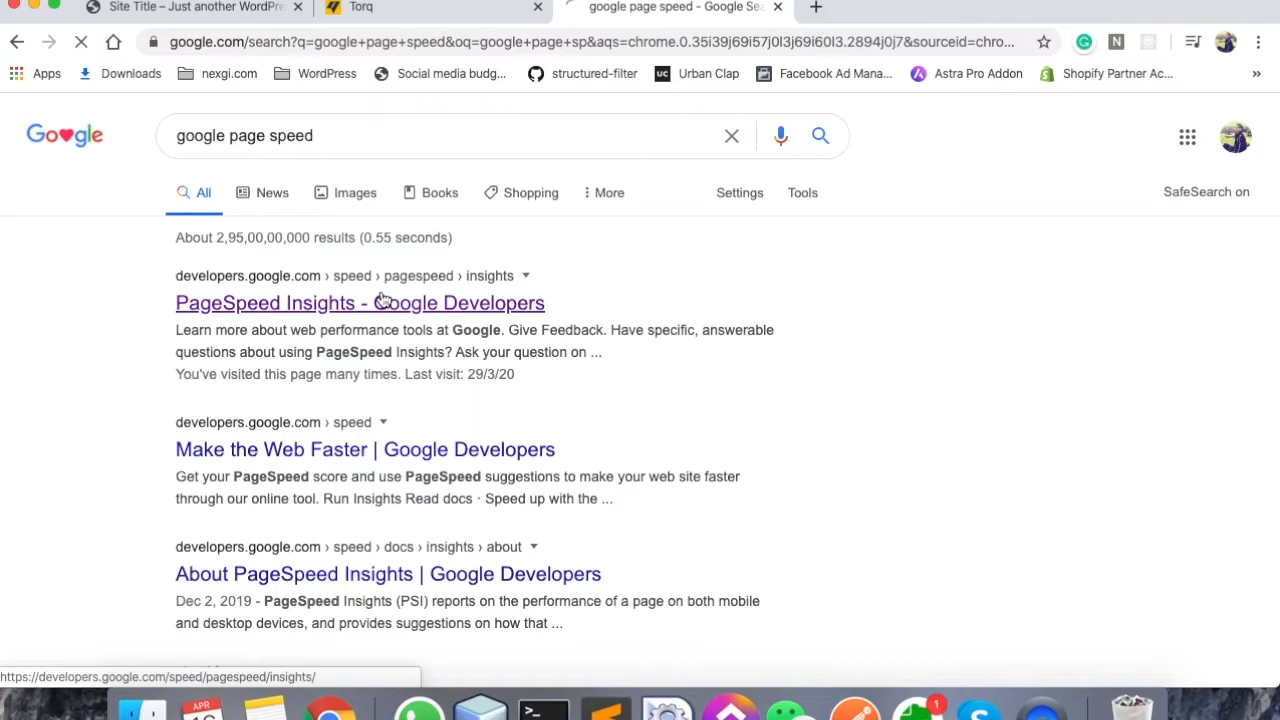 Site Title – Just another WordPre
Torq
google page speed - Google Sea
google.com/search?q=google+page+speed&oq=google+page+sp&aqs=chrome.0.35i39j69i57j0l3j69i60l3.2894j0j7&sourceid=chro...
Apps Downloads nexgi.com WordPress Social media budg... structured-filter UC Urban Clap Facebook Ad Mana... Astra Pro Addon Shopify Partner Ac... »
Google
google page speed
All News Images Books Shopping More Settings Tools SafeSearch on
About 2,95,00,00,000 results (0.55 seconds)
developers.google.com › speed › pagespeed › insights
PageSpeed Insights - Google Developers
Learn more about web performance tools at Google. Give Feedback. Have specific, answerable
questions about using PageSpeed Insights? Ask your question on ...
You've visited this page many times. Last visit: 29/3/20
developers.google.com › speed
Make the Web Faster | Google Developers
Get your PageSpeed score and use PageSpeed suggestions to make your web site faster
through our online tool. Run Insights Read docs · Speed up with the ...
developers.google.com › speed › docs › insights › about
About PageSpeed Insights | Google Developers
Dec 2, 2019 - PageSpeed Insights (PSI) reports on the performance of a page on both mobile
and desktop devices, and provides suggestions on how that ...
https://developers.google.com/speed/pagespeed/insights/
APR
1